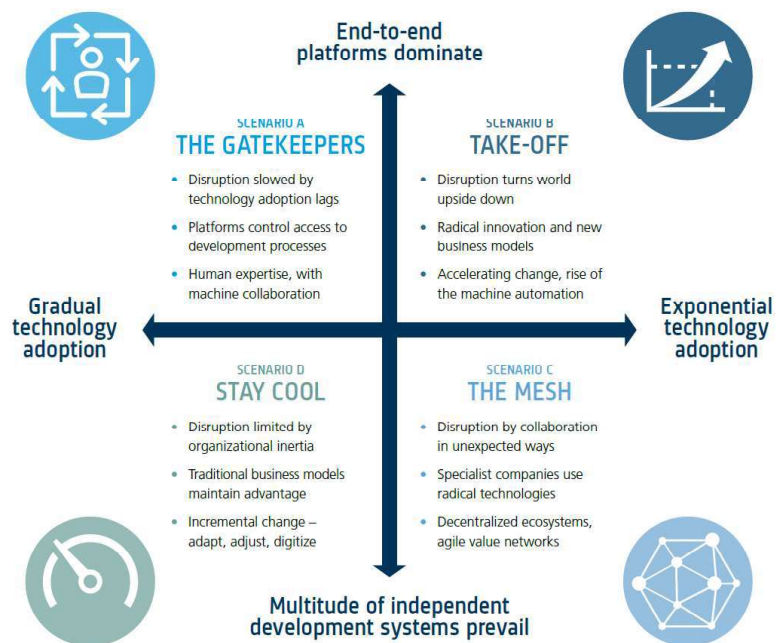 End-to-end
platforms dominate
SCENARIO A
THE GATEKEEPERS
• Disruption slowed by
technology adoption lags
• Platforms control access to
development processes
• Human expertise, with
machine collaboration
SCENARIO B
TAKE-OFF
• Disruption turns world
upside down
• Radical innovation and new
business models
• Accelerating change, rise of
the machine automation
Gradual
technology
adoption
Exponential
technology
adoption
SCENARIO D
STAY COOL
• Disruption limited by
organizational inertia
• Traditional business models
maintain advantage
• Incremental change –
adapt, adjust, digitize
SCENARIO C
THE MESH
• Disruption by collaboration
in unexpected ways
• Specialist companies use
radical technologies
• Decentralized ecosystems,
agile value networks
Multitude of independent
development systems prevail